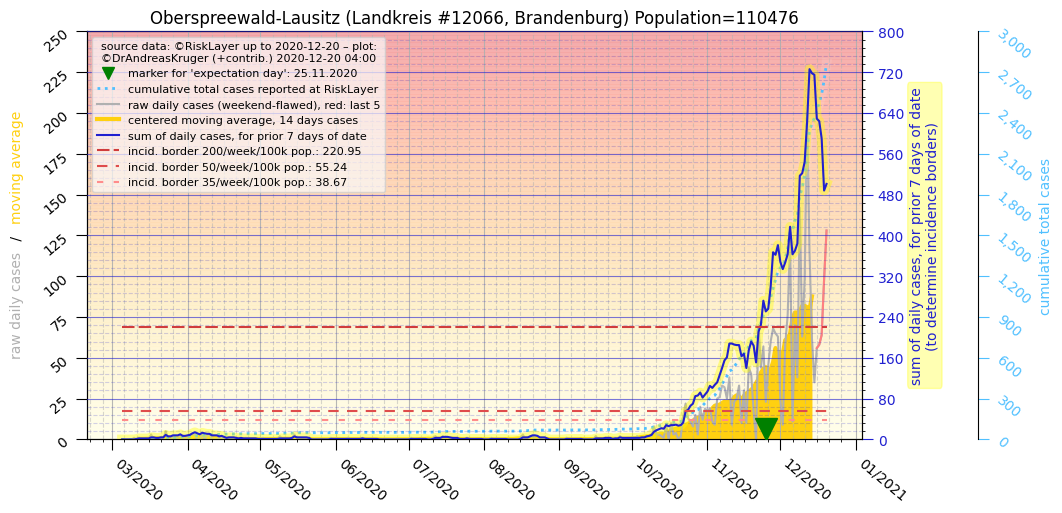 Oberspreewald-Lausitz (Landkreis #12066, Brandenburg) Population=110476
source data: ©RiskLayer up to 2020-12-20 – plot:
©DrAndreasKruger (+contrib.) 2020-12-20 04:00
marker for 'expectation day': 25.11.2020
cumulative total cases reported at RiskLayer
raw daily cases (weekend-flawed), red: last 5
centered moving average, 14 days cases
sum of daily cases, for prior 7 days of date
incid. border 200/week/100k pop.: 220.95
incid. border 50/week/100k pop.: 55.24
incid. border 35/week/100k pop.: 38.67
raw daily cases / moving average
250
225
200
175
150
125
100
75
50
25
0
03/2020
04/2020
05/2020
06/2020
07/2020
08/2020
09/2020
10/2020
11/2020
12/2020
01/2021
800
720
640
560
480
400
320
240
160
80
0
sum of daily cases, for prior 7 days of date
(to determine incidence borders)
3,000
2,700
2,400
2,100
1,800
1,500
1,200
900
600
300
0
cumulative total cases